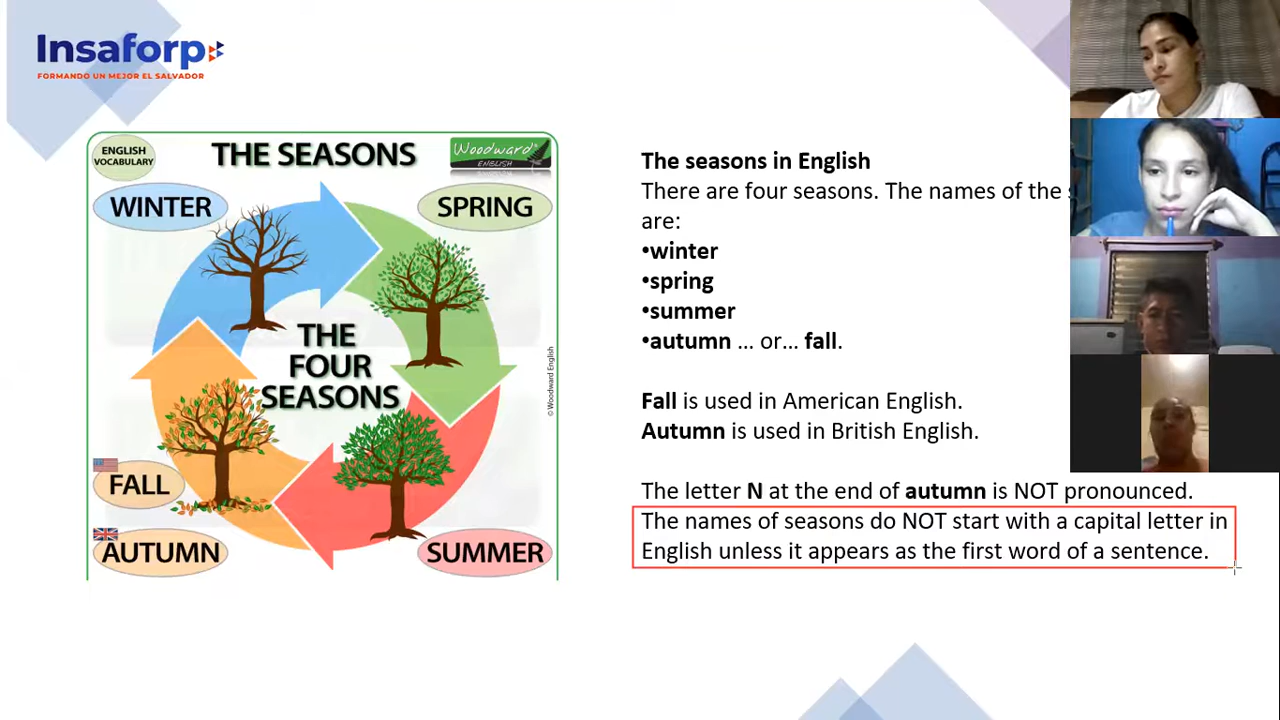 Insaforp
FORMANDO UN MEJOR EL SALVADOR
ENGLISH
VOCABULARY
THE SEASONS
Woodward
ENGLISH
WINTER
SPRING
THE
FOUR
SEASONS
FALL
AUTUMN
SUMMER
© Woodward English
The seasons in English
There are four seasons. The names of the
are:
•winter
•spring
•summer
•autumn ... or... fall.
Fall is used in American English.
Autumn is used in British English.
The letter N at the end of autumn is NOT pronounced.
The names of seasons do NOT start with a capital letter in
English unless it appears as the first word of a sentence.